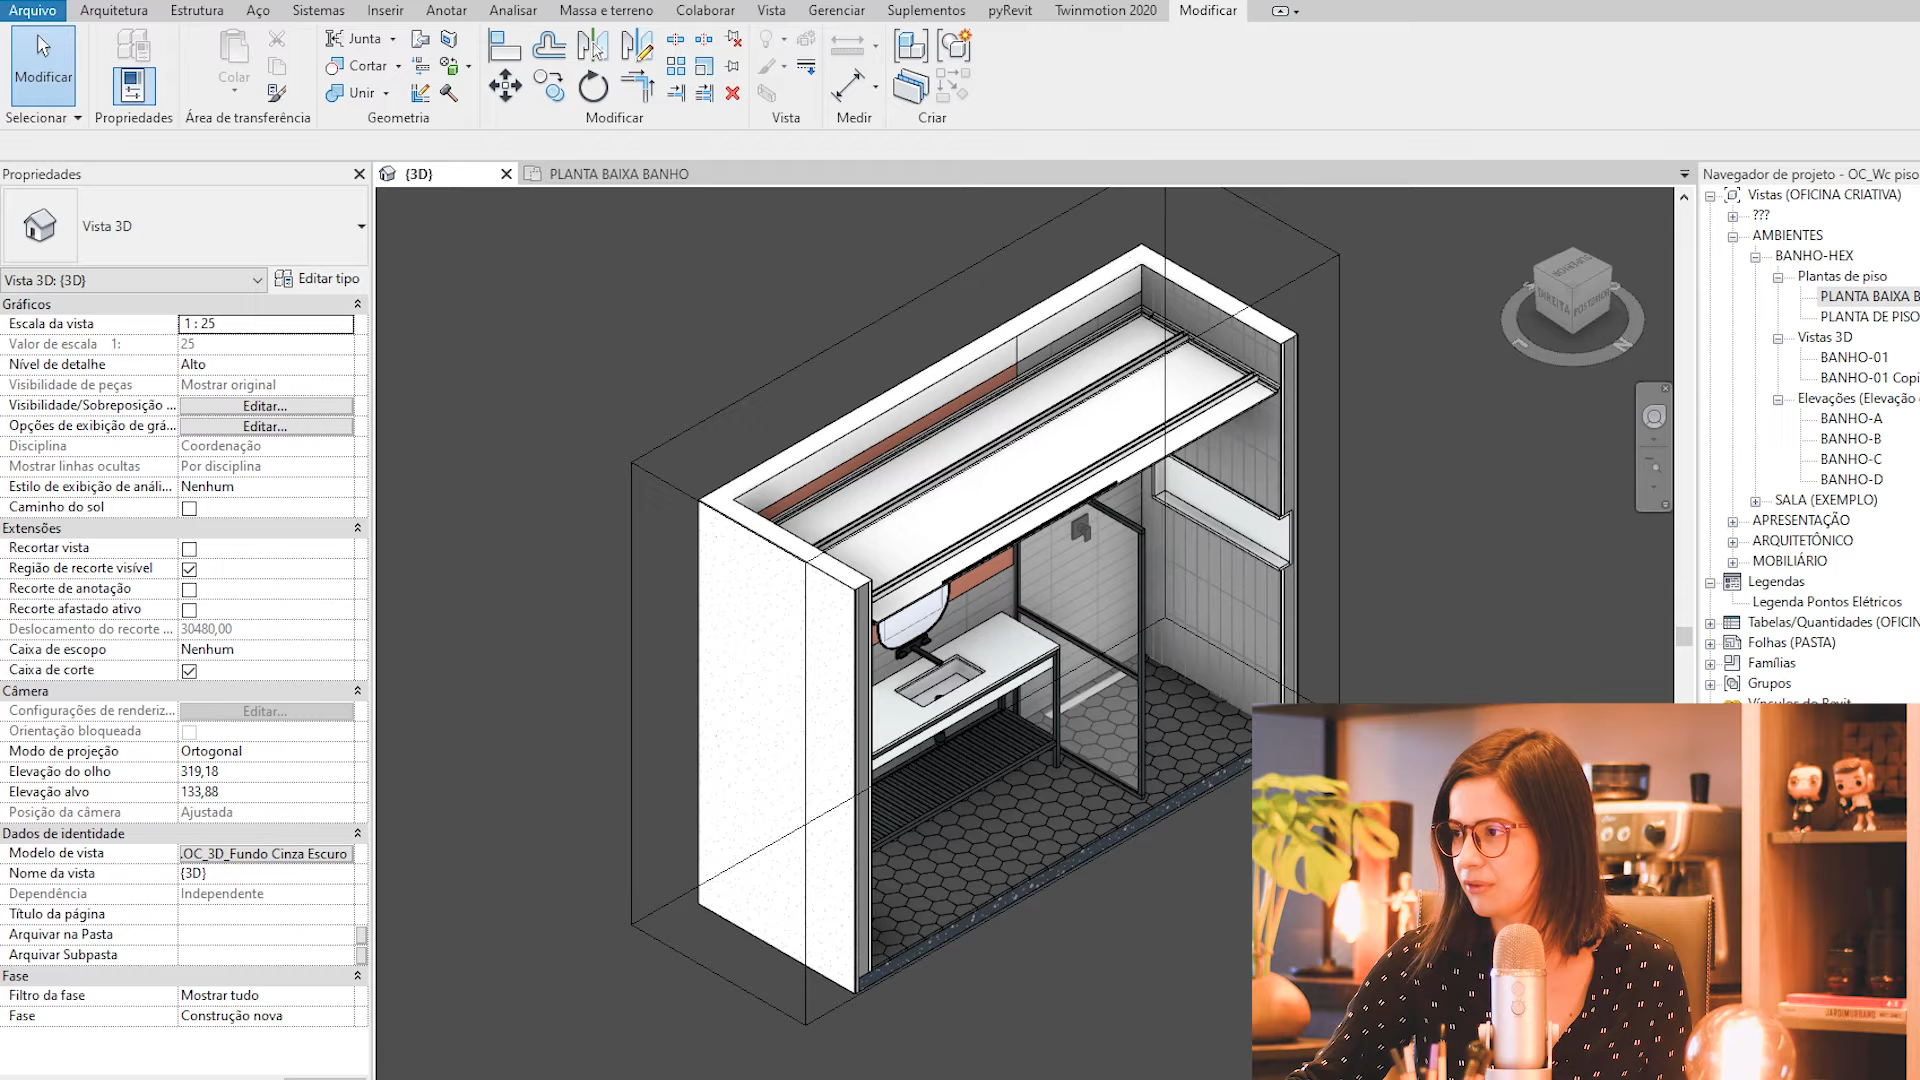 Arquivo Arquitetura Estrutura Aço Sistemas Inserir Anotar Analisar Massa e terreno Colaborar Vista Gerenciar Suplementos pyRevit Twinmotion 2020 Modificar
Modificar
Colar
Junta
Cortar
Unir
Selecionar Propriedades Área de transferência Geometria Modificar Vista Medir Criar
Propriedades
Vista 3D
Vista 3D: {3D} Editar tipo
Gráficos
Escala da vista 1 : 25
Valor de escala 1: 25
Nível de detalhe Alto
Visibilidade de peças Mostrar original
Visibilidade/Sobreposição ... Editar...
Opções de exibição de grá... Editar...
Disciplina Coordenação
Mostrar linhas ocultas Por disciplina
Estilo de exibição de análi... Nenhum
Caminho do sol
Extensões
Recortar vista
Região de recorte visível
Recorte de anotação
Recorte afastado ativo
Deslocamento do recorte ... 30480,00
Caixa de escopo Nenhum
Caixa de corte
Câmera
Configurações de renderiz... Editar...
Orientação bloqueada
Modo de projeção Ortogonal
Elevação do olho 319,18
Elevação alvo 133,88
Posição da câmera Ajustada
Dados de identidade
Modelo de vista .OC_3D_Fundo Cinza Escuro
Nome da vista {3D}
Dependência Independente
Título da página
Arquivar na Pasta
Arquivar Subpasta
Fase
Filtro da fase Mostrar tudo
Fase Construção nova
{3D} PLANTA BAIXA BANHO
SUPERIOR
DIREITA POSTERIOR
N
Navegador de projeto - OC_Wc piso
Vistas (OFICINA CRIATIVA)
???
AMBIENTES
BANHO-HEX
Plantas de piso
PLANTA BAIXA B
PLANTA DE PISO
Vistas 3D
BANHO-01
BANHO-01 Copi
Elevações (Elevação
BANHO-A
BANHO-B
BANHO-C
BANHO-D
SALA (EXEMPLO)
APRESENTAÇÃO
ARQUITETÔNICO
MOBILIÁRIO
Legendas
Legenda Pontos Elétricos
Tabelas/Quantidades (OFICIN
Folhas (PASTA)
Famílias
Grupos
Vínculos do Revit
JARDIMURBANO